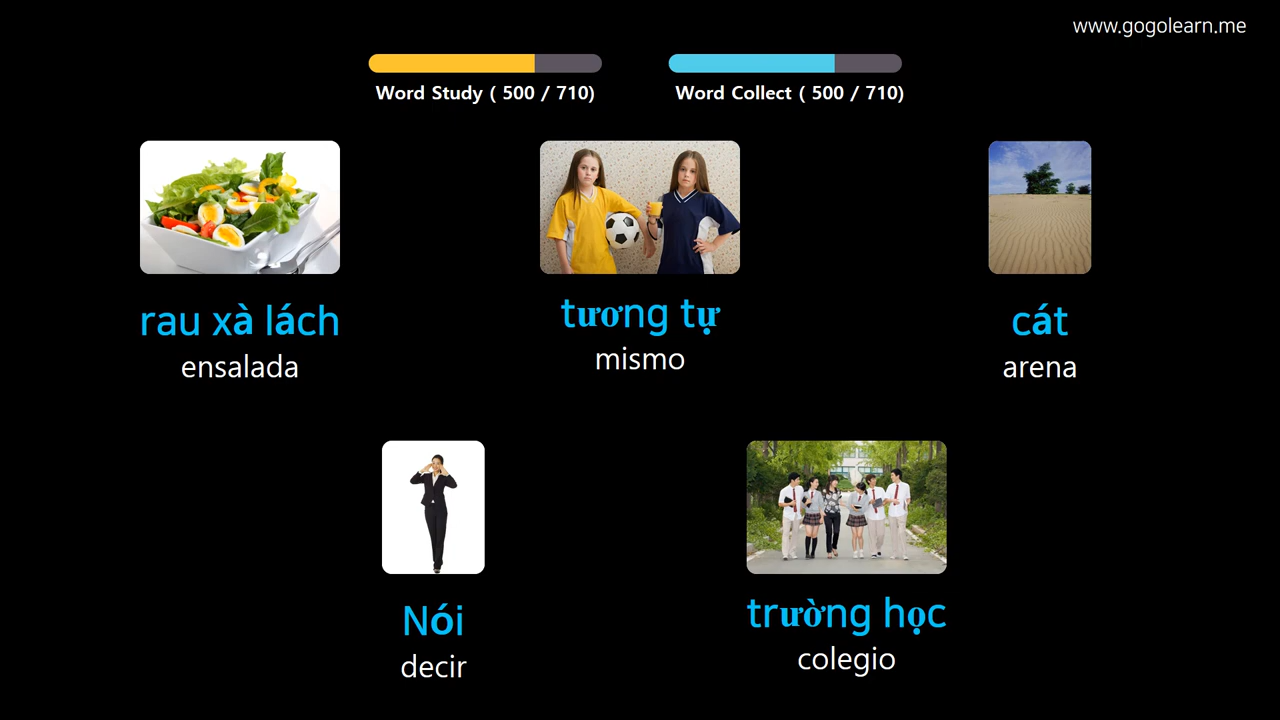 www.gogolearn.me
Word Study ( 500 / 710)
Word Collect ( 500 / 710)
rau xà lách
ensalada
tương tự
mismo
cát
arena
Nói
decir
trường học
colegio